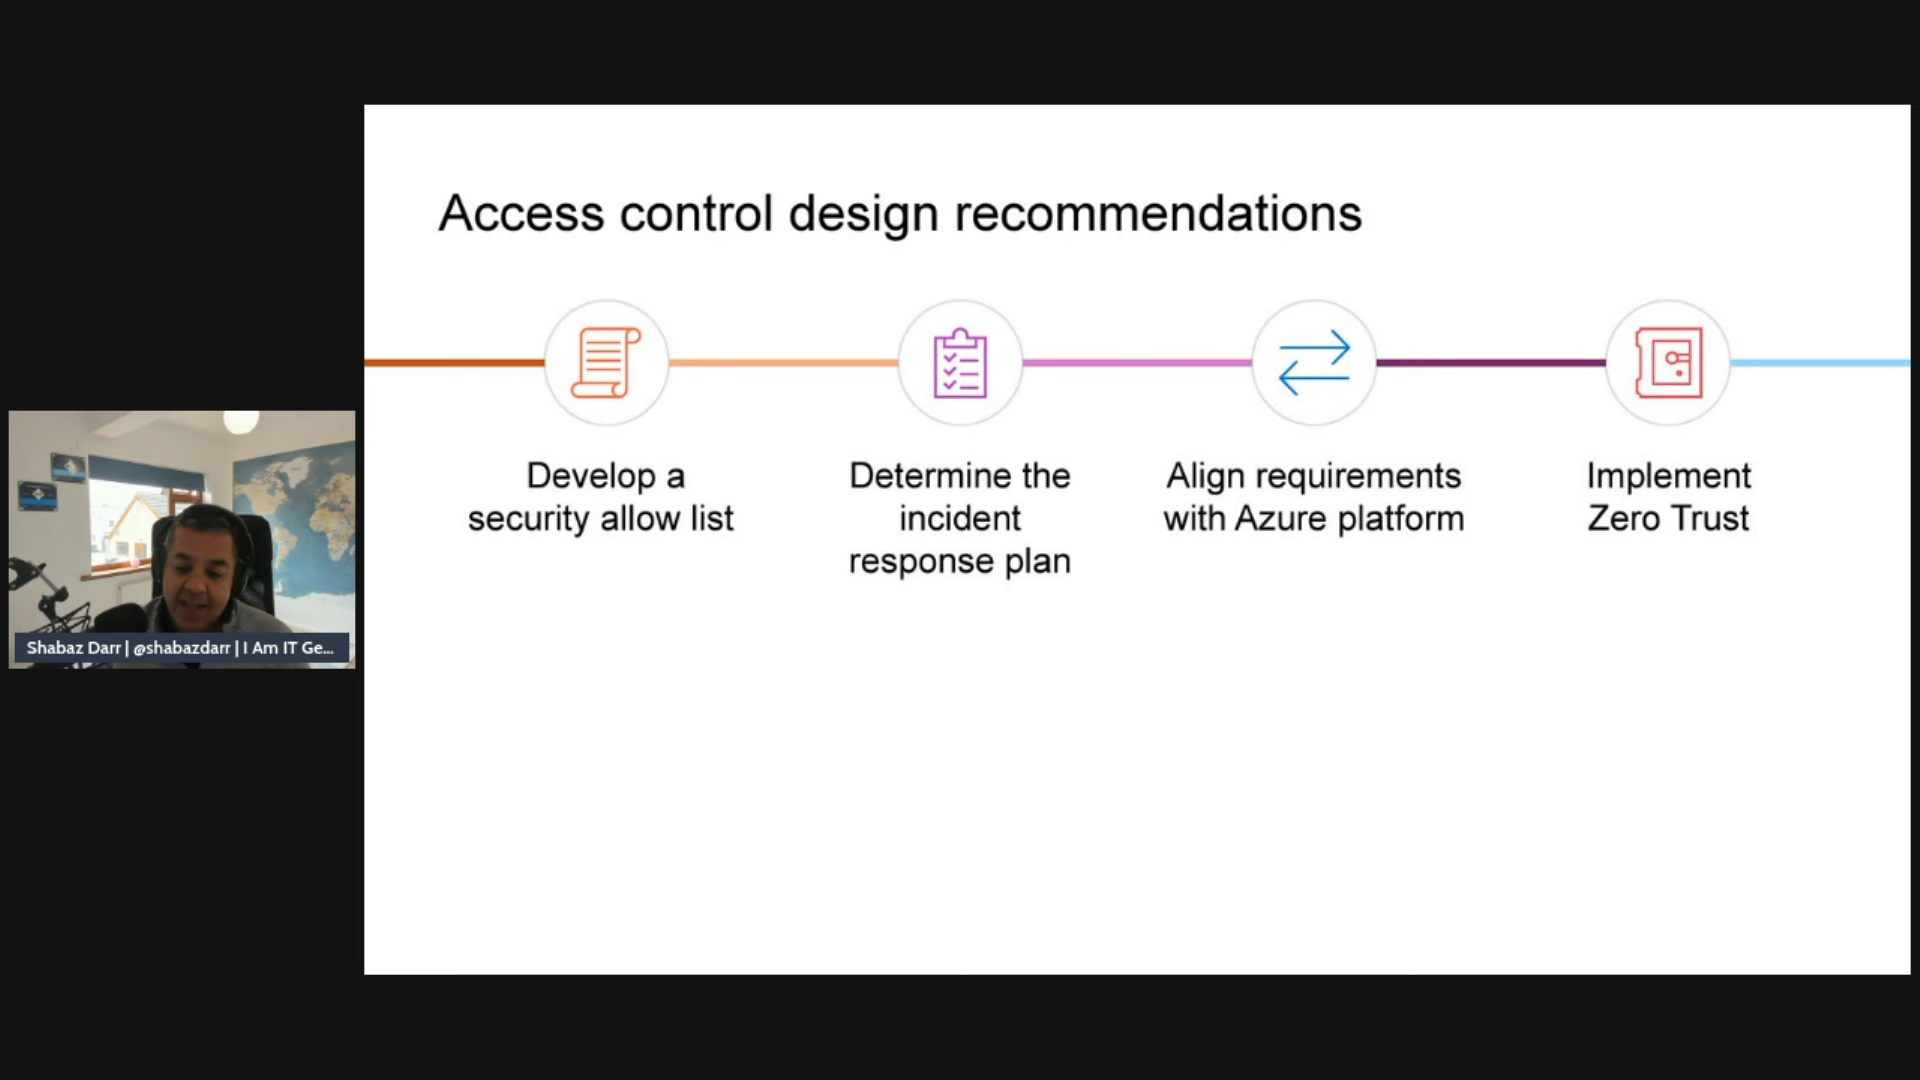 Access control design recommendations
Develop a
security allow list
Determine the
incident
response plan
Align requirements
with Azure platform
Implement
Zero Trust
Shabaz Darr | @shabazdarr | I Am IT Ge...